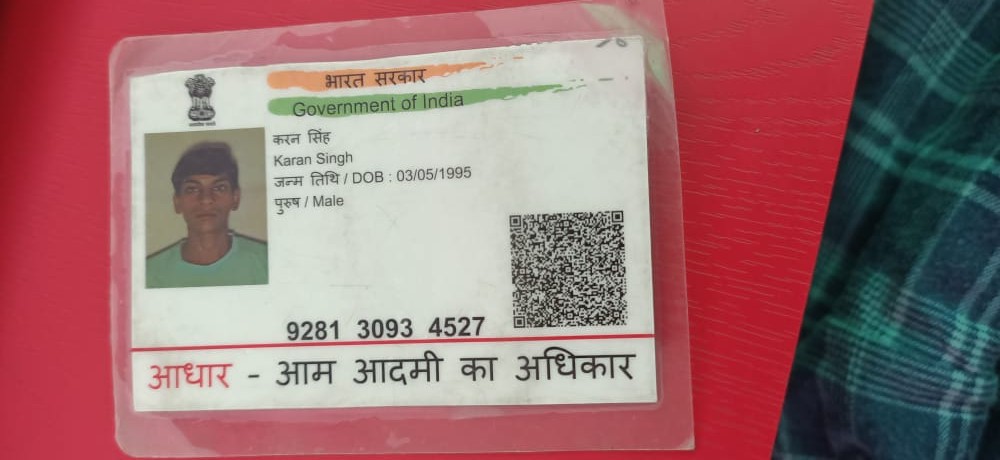 भारत सरकार
Government of India
करन सिंह
Karan Singh
जन्म तिथि / DOB : 03/05/1995
पुरुष / Male
9281 3093 4527
आधार - आम आदमी का अधिकार